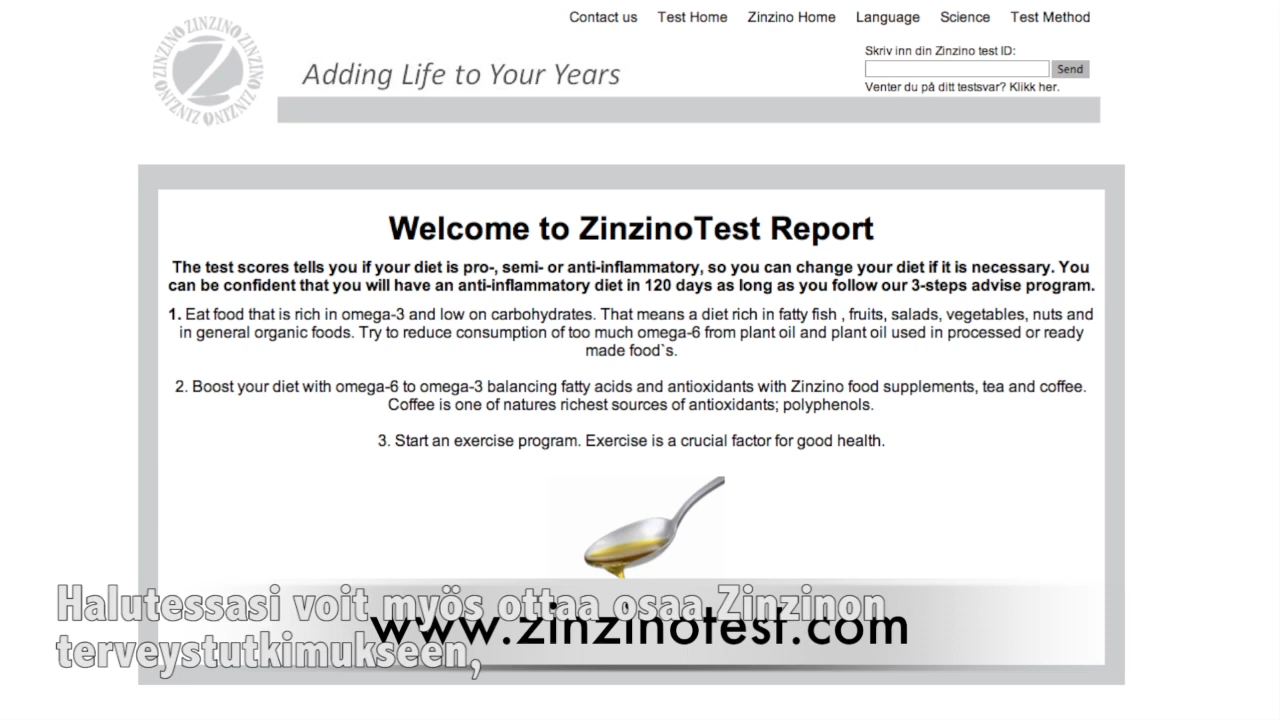 Contact us Test Home Zinzino Home Language Science Test Method
ZINZINO ZINZINO ZINZINO ZINZINO
Z
Adding Life to Your Years
Skriv inn din Zinzino test ID:
Send
Venter du på ditt testsvar? Klikk her.
Welcome to ZinzinoTest Report
The test scores tells you if your diet is pro-, semi- or anti-inflammatory, so you can change your diet if it is necessary. You
can be confident that you will have an anti-inflammatory diet in 120 days as long as you follow our 3-steps advise program.
1. Eat food that is rich in omega-3 and low on carbohydrates. That means a diet rich in fatty fish , fruits, salads, vegetables, nuts and
in general organic foods. Try to reduce consumption of too much omega-6 from plant oil and plant oil used in processed or ready
made food`s.
2. Boost your diet with omega-6 to omega-3 balancing fatty acids and antioxidants with Zinzino food supplements, tea and coffee.
Coffee is one of natures richest sources of antioxidants; polyphenols.
3. Start an exercise program. Exercise is a crucial factor for good health.
Halutessasi voit myös ottaa osaa Zinzinon
terveystutkimukseen,
www.zinzinotest.com